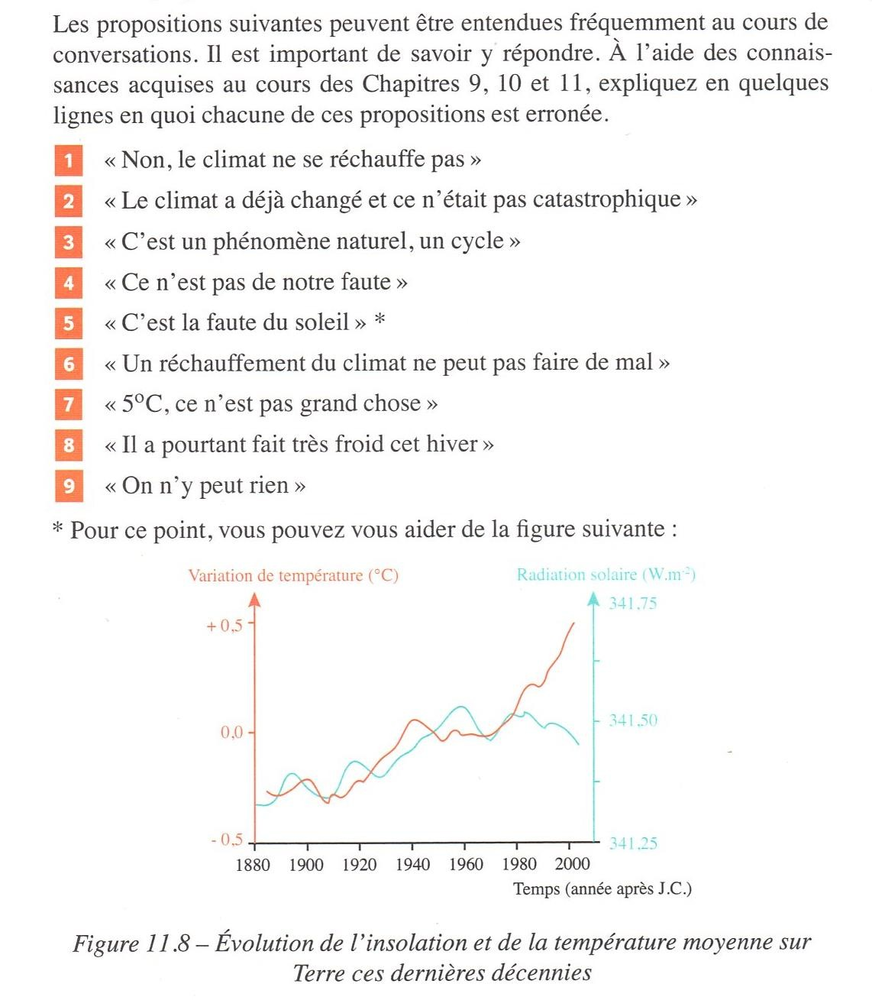 Les propositions suivantes peuvent être entendues fréquemment au cours de
conversations. Il est important de savoir y répondre. À l'aide des connais-
sances acquises au cours des Chapitres 9, 10 et 11, expliquez en quelques
lignes en quoi chacune de ces propositions est erronée.
1 « Non, le climat ne se réchauffe pas »
2 « Le climat a déjà changé et ce n'était pas catastrophique »
3 « C'est un phénomène naturel, un cycle »
4 « Ce n'est pas de notre faute »
5 « C'est la faute du soleil » *
6 « Un réchauffement du climat ne peut pas faire de mal »
7 « 5°C, ce n'est pas grand chose »
8 « Il a pourtant fait très froid cet hiver »
9 « On n'y peut rien »
* Pour ce point, vous pouvez vous aider de la figure suivante :
Variation de température (°C) Radiation solaire (W.m⁻²)
341,75
+ 0,5
0,0
341,50
- 0,5
341,25
1880 1900 1920 1940 1960 1980 2000
Temps (année après J.C.)
Figure 11.8 – Évolution de l'insolation et de la température moyenne sur
Terre ces dernières décennies